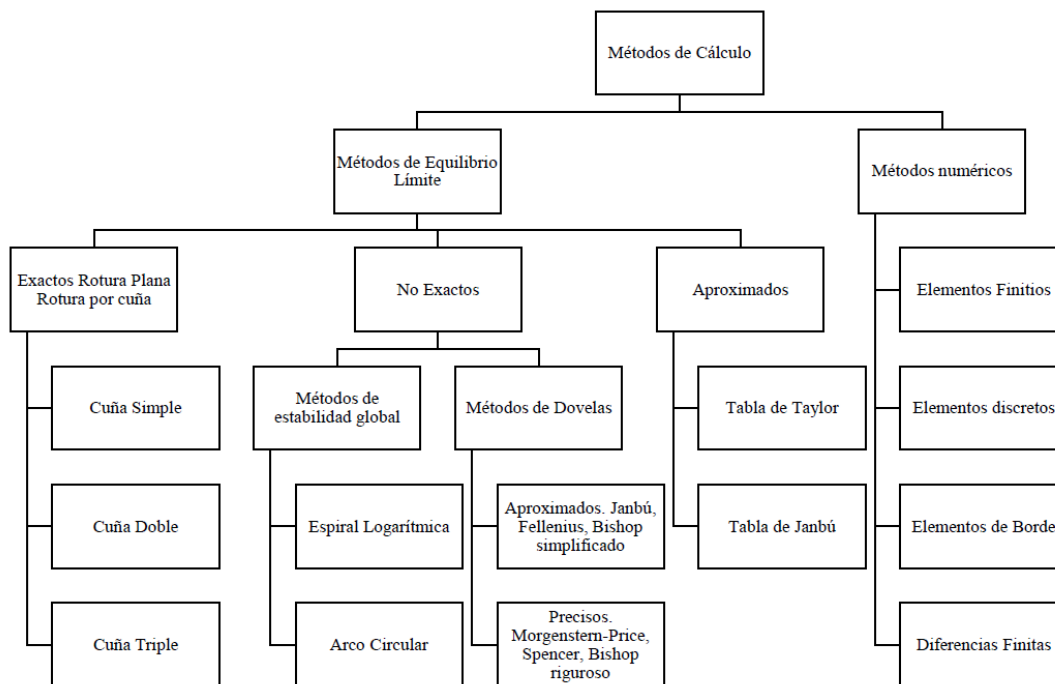 Métodos de Cálculo
Métodos de Equilibrio
Límite
Métodos numéricos
Exactos Rotura Plana
Rotura por cuña
No Exactos
Aproximados
Elementos Finitios
Cuña Simple
Métodos de
estabilidad global
Métodos de Dovelas
Tabla de Taylor
Elementos discretos
Cuña Doble
Espiral Logarítmica
Aproximados. Janbú,
Fellenius, Bishop
simplificado
Tabla de Janbú
Elementos de Borde
Cuña Triple
Arco Circular
Precisos.
Morgenstern-Price,
Spencer, Bishop
riguroso
Diferencias Finitas